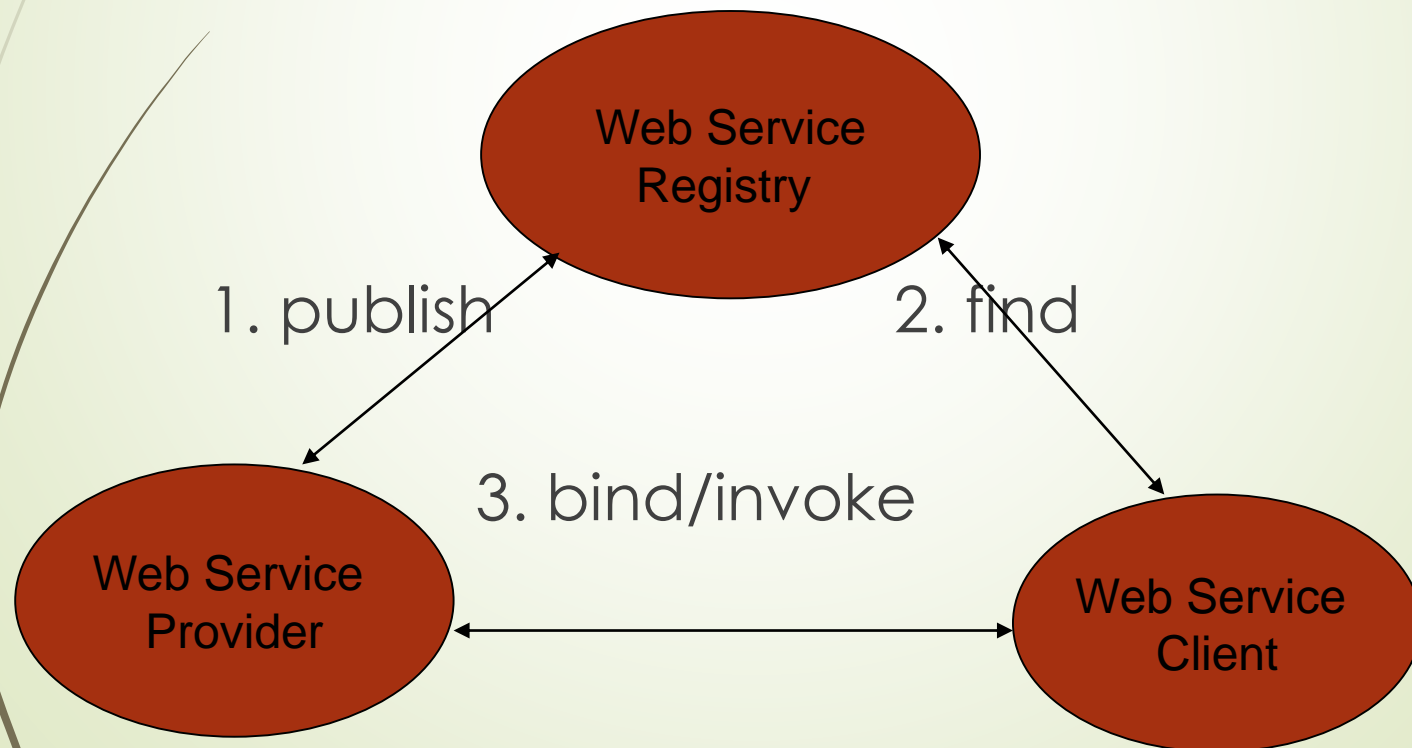 Web Service
Registry
1. publish
2. find
3. bind/invoke
Web Service
Provider
Web Service
Client